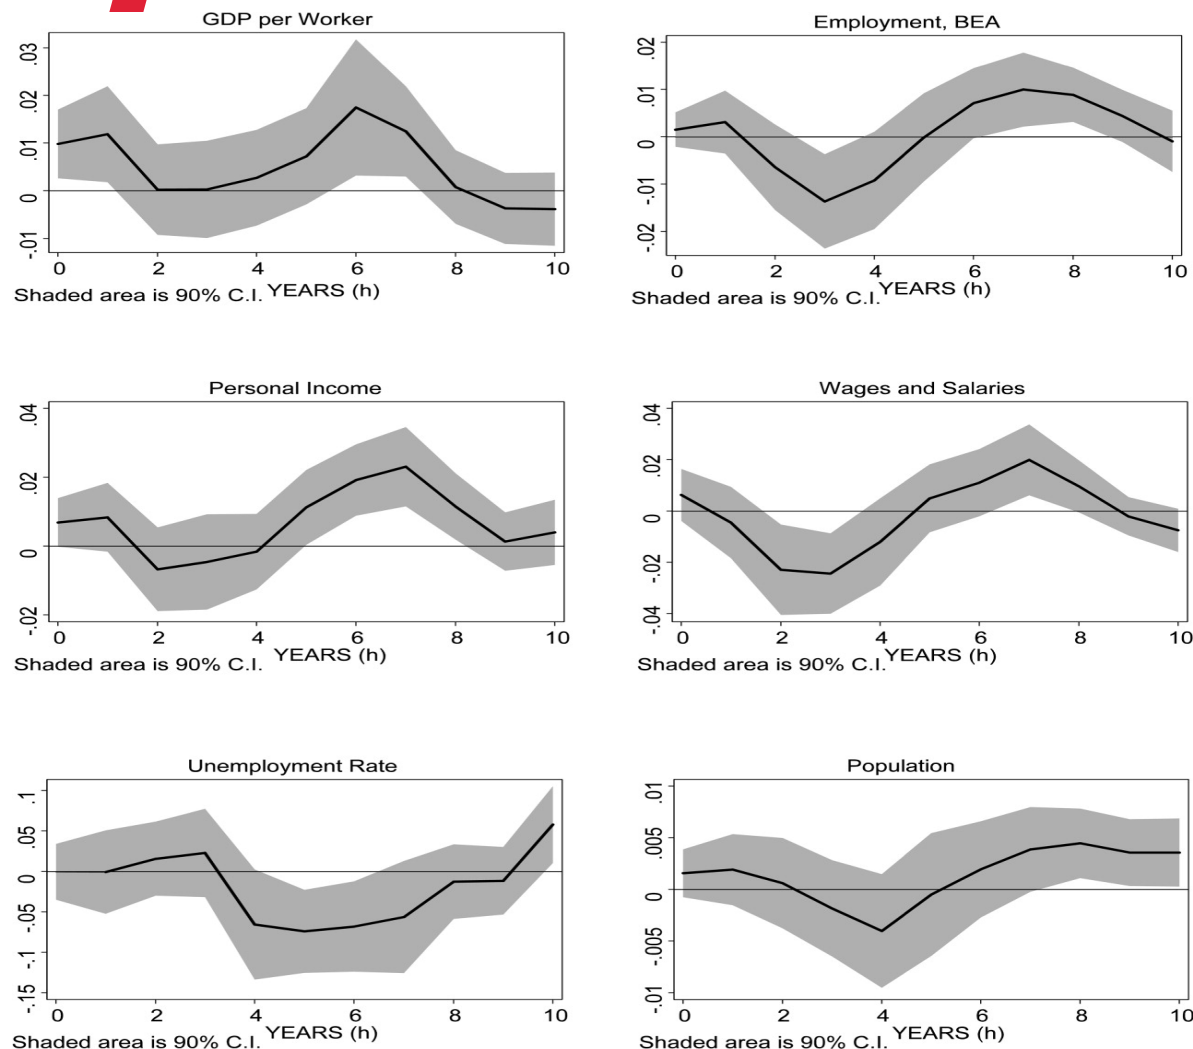 GDP per Worker
.03
.02
.01
0
-.01
0 2 4 6 8 10
YEARS (h)
Shaded area is 90% C.I.
Employment, BEA
.02
.01
0
-.01
-.02
0 2 4 6 8 10
YEARS (h)
Shaded area is 90% C.I.
Personal Income
.04
.02
0
-.02
0 2 4 6 8 10
YEARS (h)
Shaded area is 90% C.I.
Wages and Salaries
.04
.02
0
-.02
-.04
0 2 4 6 8 10
YEARS (h)
Shaded area is 90% C.I.
Unemployment Rate
.1
.05
0
-.05
-.1
-.15
0 2 4 6 8 10
YEARS (h)
Shaded area is 90% C.I.
Population
.01
.005
0
-.005
-.01
0 2 4 6 8 10
YEARS (h)
Shaded area is 90% C.I.